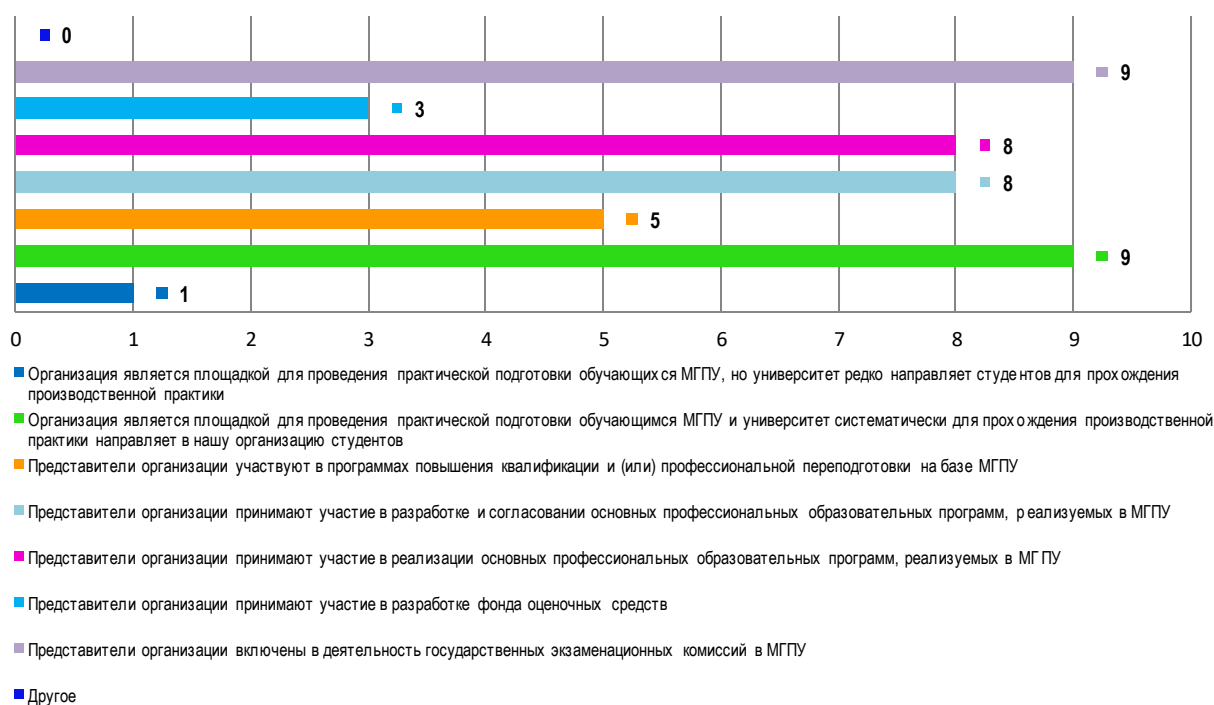 0
9
3
8
8
5
9
1
0 1 2 3 4 5 6 7 8 9 10
Организация является площадкой для проведения практической подготовки обучающихся МГПУ, но университет редко направляет студентов для прохождения
производственной практики
Организация является площадкой для проведения практической подготовки обучающимся МГПУ и университет систематически для прохождения производственной
практики направляет в нашу организацию студентов
Представители организации участвуют в программах повышения квалификации и (или) профессиональной переподготовки на базе МГПУ
Представители организации принимают участие в разработке и согласовании основных профессиональных образовательных программ, реализуемых в МГПУ
Представители организации принимают участие в реализации основных профессиональных образовательных программ, реализуемых в МГПУ
Представители организации принимают участие в разработке фонда оценочных средств
Представители организации включены в деятельность государственных экзаменационных комиссий в МГПУ
Другое